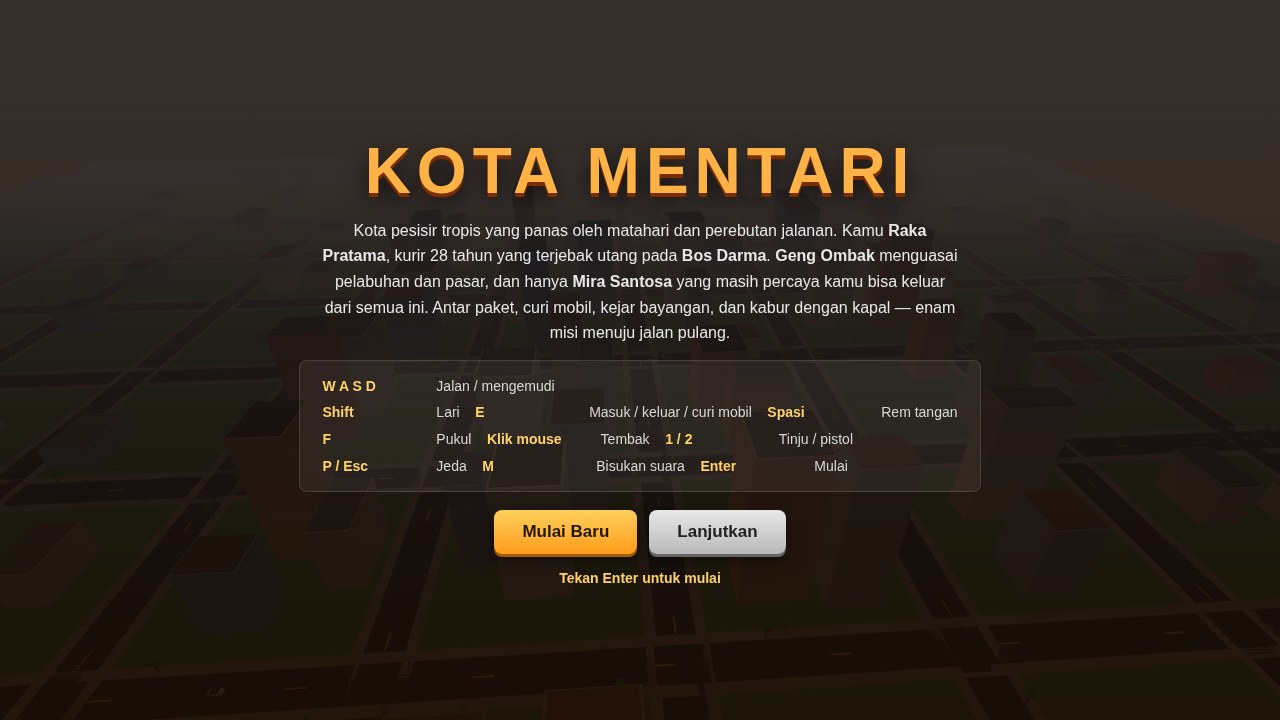 KOTA MENTARI
Kota pesisir tropis yang panas oleh matahari dan perebutan jalanan. Kamu Raka
Pratama, kurir 28 tahun yang terjebak utang pada Bos Darma. Geng Ombak menguasai
pelabuhan dan pasar, dan hanya Mira Santosa yang masih percaya kamu bisa keluar
dari semua ini. Antar paket, curi mobil, kejar bayangan, dan kabur dengan kapal — enam
misi menuju jalan pulang.
W A S D Jalan / mengemudi
Shift Lari E Masuk / keluar / curi mobil Spasi Rem tangan
F Pukul Klik mouse Tembak 1 / 2 Tinju / pistol
P / Esc Jeda M Bisukan suara Enter Mulai
Mulai Baru Lanjutkan
Tekan Enter untuk mulai